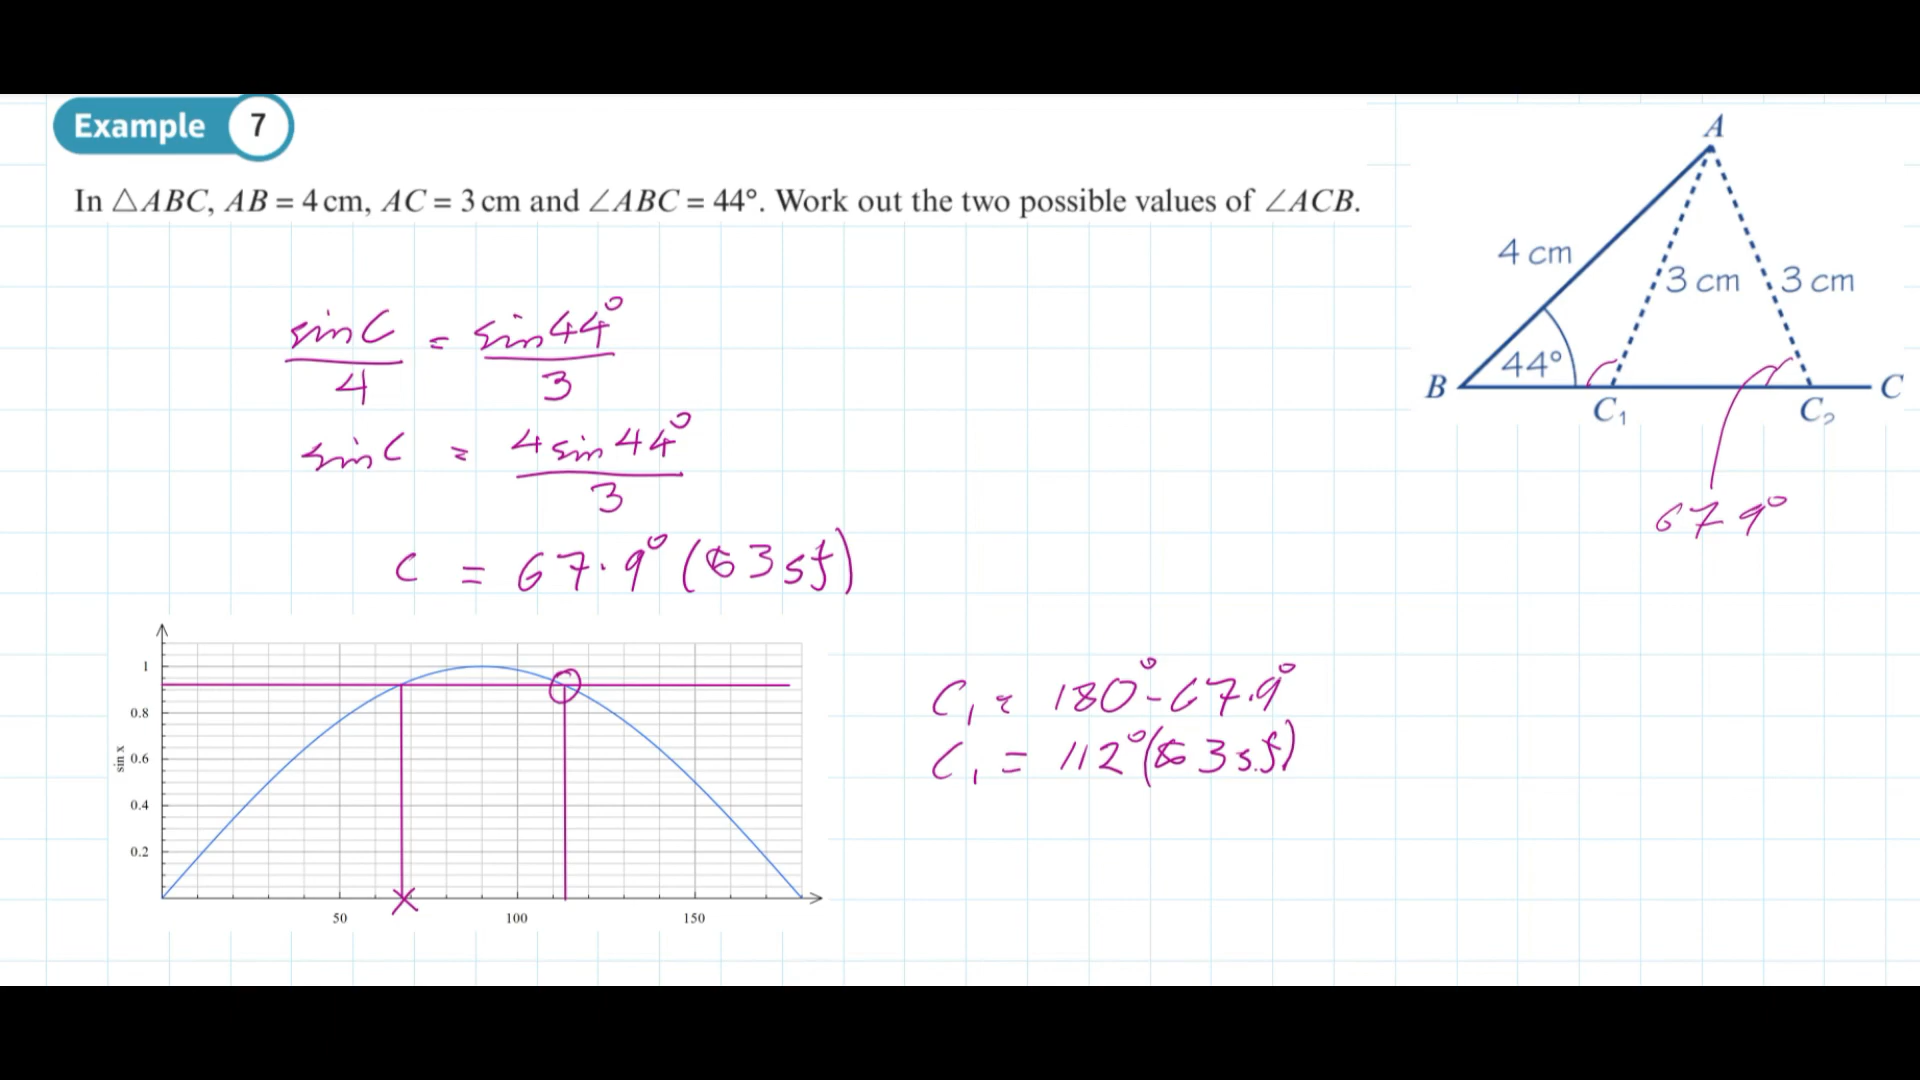 Example 7
In △ABC, AB = 4 cm, AC = 3 cm and ∠ABC = 44°. Work out the two possible values of ∠ACB.
A
4 cm
3 cm
3 cm
44°
B
C₁
C₂
C
67.9°
sinC/4 = sin44°/3
sinC = 4sin44°/3
C = 67.9° (to 3sf)
sin x
1
0.8
0.6
0.4
0.2
50
100
150
C₁ = 180° - 67.9°
C₁ = 112° (to 3s.f)